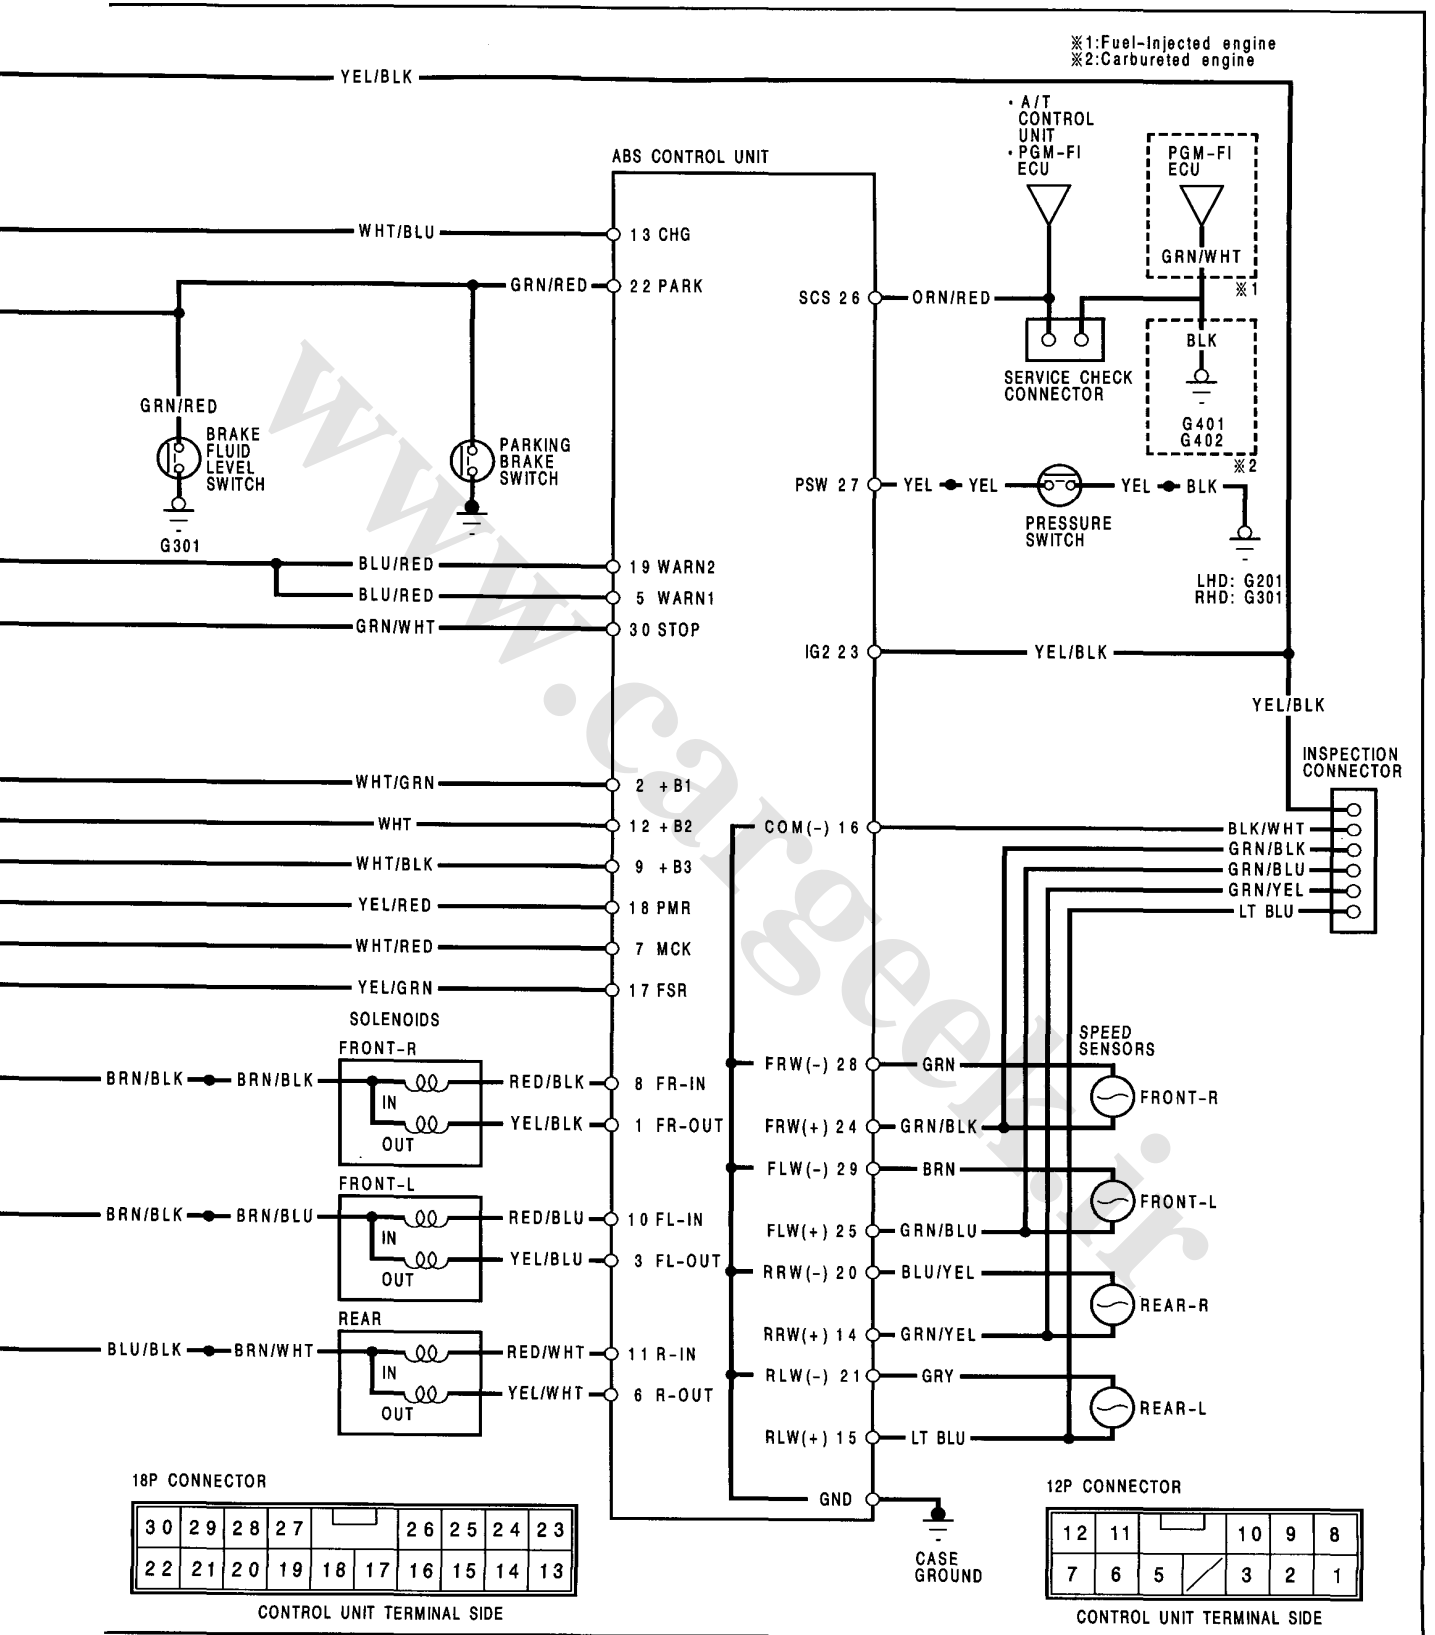 ※1:Fuel-Injected engine
※2:Carbureted engine
YEL/BLK
· A/T
CONTROL
UNIT
· PGM-FI
ECU
PGM-FI
ECU
GRN/WHT
※1
ABS CONTROL UNIT
WHT/BLU
13 CHG
GRN/RED
22 PARK
SCS 26
ORN/RED
BLK
SERVICE CHECK
CONNECTOR
G401
G402
※2
GRN/RED
BRAKE
FLUID
LEVEL
SWITCH
G301
PARKING
BRAKE
SWITCH
PSW 27
YEL
YEL
YEL
BLK
PRESSURE
SWITCH
LHD: G201
RHD: G301
BLU/RED
19 WARN2
BLU/RED
5 WARN1
GRN/WHT
30 STOP
IG2 23
YEL/BLK
YEL/BLK
INSPECTION
CONNECTOR
WHT/GRN
2 +B1
WHT
12 +B2
COM(-) 16
BLK/WHT
GRN/BLK
WHT/BLK
9 +B3
GRN/BLU
GRN/YEL
YEL/RED
18 PMR
LT BLU
WHT/RED
7 MCK
YEL/GRN
17 FSR
SOLENOIDS
FRONT-R
BRN/BLK
BRN/BLK
IN
OUT
RED/BLK
8 FR-IN
YEL/BLK
1 FR-OUT
FRONT-L
BRN/BLK
BRN/BLU
IN
OUT
RED/BLU
10 FL-IN
YEL/BLU
3 FL-OUT
REAR
BLU/BLK
BRN/WHT
IN
OUT
RED/WHT
11 R-IN
YEL/WHT
6 R-OUT
SPEED
SENSORS
FRW(-) 28
GRN
FRONT-R
FRW(+) 24
GRN/BLK
FLW(-) 29
BRN
FRONT-L
FLW(+) 25
GRN/BLU
RRW(-) 20
BLU/YEL
REAR-R
RRW(+) 14
GRN/YEL
RLW(-) 21
GRY
REAR-L
RLW(+) 15
LT BLU
GND
CASE
GROUND
18P CONNECTOR
30 29 28 27 26 25 24 23
22 21 20 19 18 17 16 15 14 13
CONTROL UNIT TERMINAL SIDE
12P CONNECTOR
12 11 10 9 8
7 6 5 3 2 1
CONTROL UNIT TERMINAL SIDE
www.cargeek.ir